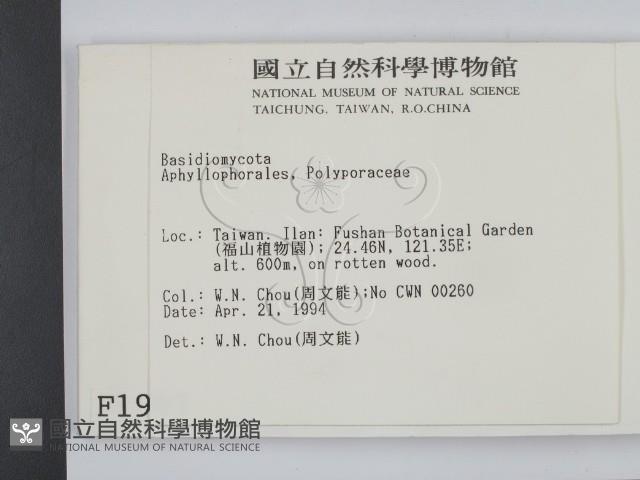 國立自然科學博物館
NATIONAL MUSEUM OF NATURAL SCIENCE
TAICHUNG. TAIWAN, R.O.CHINA
Basidiomycota
Aphyllophorales, Polyporaceae
Loc.: Taiwan. Ilan: Fushan Botanical Garden
(福山植物園); 24.46N, 121.35E;
alt. 600m, on rotten wood.
Col.: W.N. Chou(周文能);No CWN 00260
Date: Apr. 21, 1994
Det.: W.N. Chou(周文能)
F19
國立自然科學博物館
NATIONAL MUSEUM OF NATURAL SCIENCE